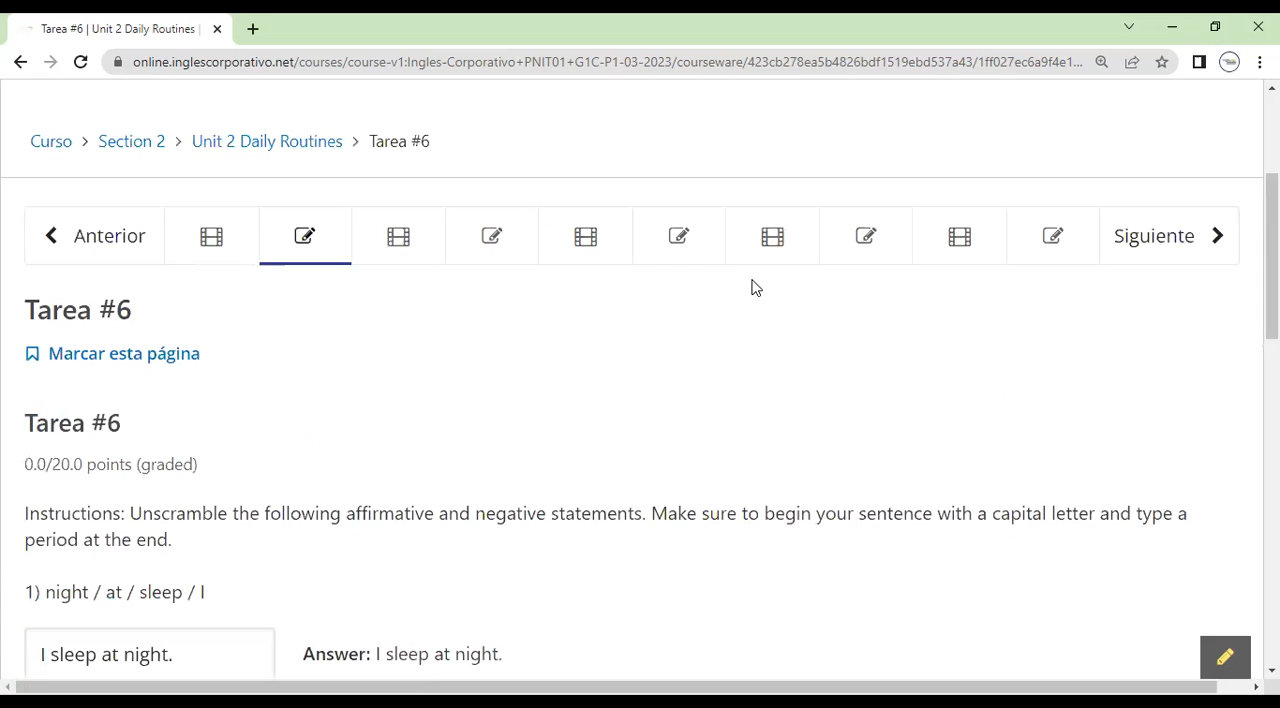 Tarea #6 | Unit 2 Daily Routines |
online.inglescorporativo.net/courses/course-v1:Ingles-Corporativo+PNIT01+G1C-P1-03-2023/courseware/423cb278ea5b4826bdf1519ebd537a43/1ff027ec6a9f4e1...
Curso > Section 2 > Unit 2 Daily Routines > Tarea #6
Anterior Siguiente
Tarea #6
Marcar esta página
Tarea #6
0.0/20.0 points (graded)
Instructions: Unscramble the following affirmative and negative statements. Make sure to begin your sentence with a capital letter and type a
period at the end.
1) night / at / sleep / I
I sleep at night. Answer: I sleep at night.